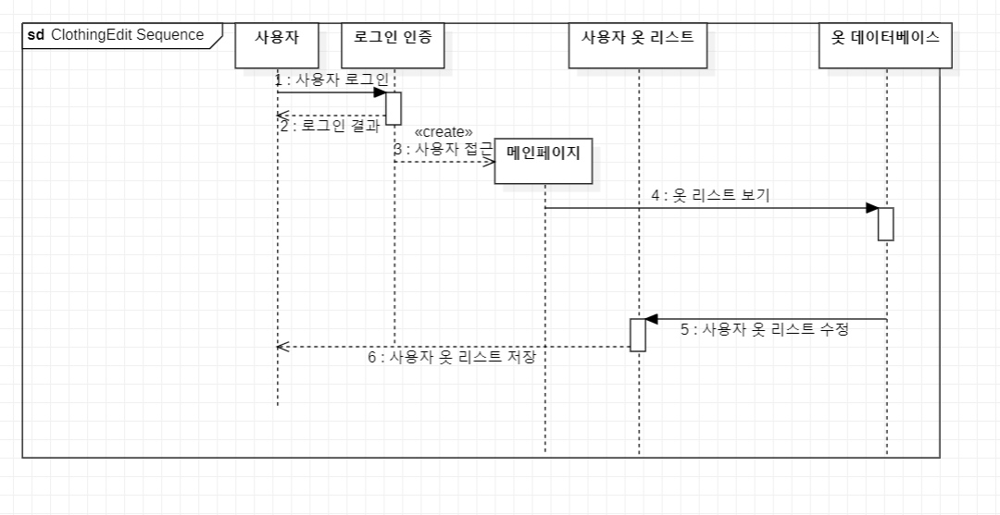 sd ClothingEdit Sequence
사용자
로그인 인증
사용자 옷 리스트
옷 데이터베이스
1 : 사용자 로그인
2 : 로그인 결과
«create»
3 : 사용자 접근
메인페이지
4 : 옷 리스트 보기
5 : 사용자 옷 리스트 수정
6 : 사용자 옷 리스트 저장